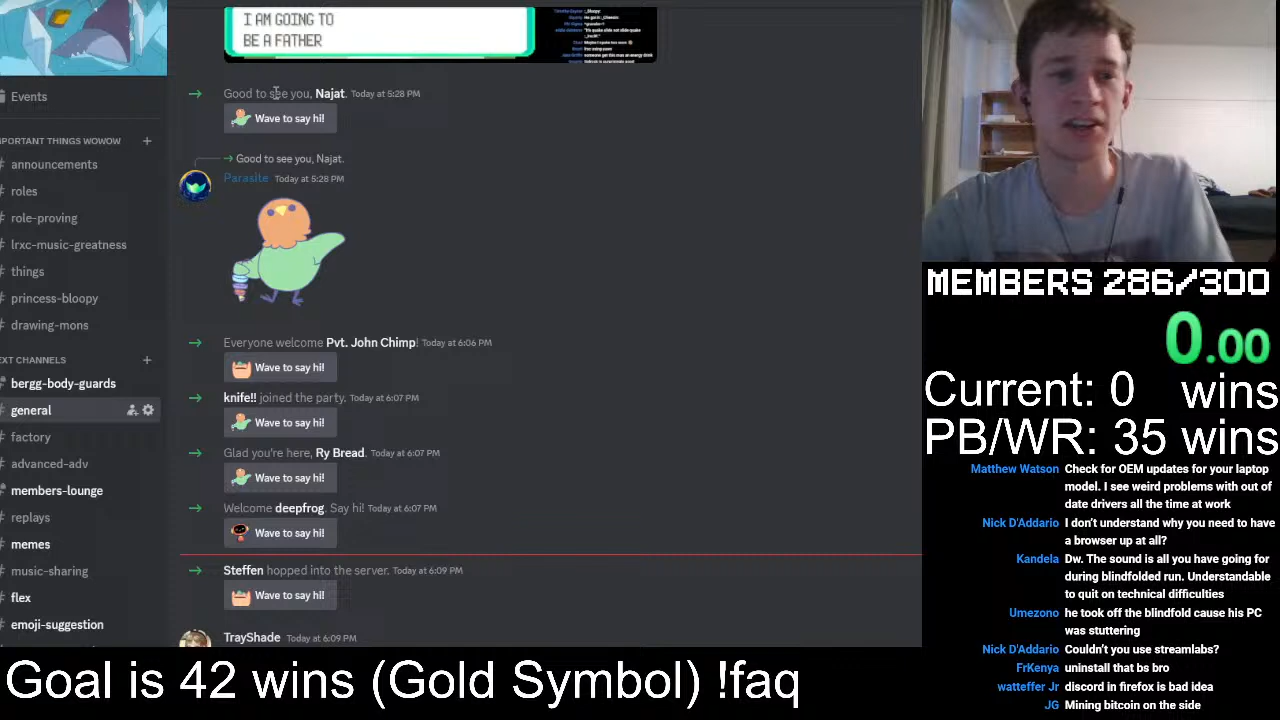 I AM GOING TO
BE A FATHER
Good to see you, Najat. Today at 5:28 PM
Wave to say hi!
Good to see you, Najat.
Parasite Today at 5:28 PM
Everyone welcome Pvt. John Chimp! Today at 6:06 PM
Wave to say hi!
knife!! joined the party. Today at 6:07 PM
Wave to say hi!
Glad you're here, Ry Bread. Today at 6:07 PM
Wave to say hi!
Welcome deepfrog. Say hi! Today at 6:07 PM
Wave to say hi!
Steffen hopped into the server. Today at 6:09 PM
Wave to say hi!
TrayShade Today at 6:09 PM
Events
MPORTANT THINGS WOWOW +
announcements
# roles
# role-proving
# lrxc-music-greatness
# things
# princess-bloopy
# drawing-mons
EXT CHANNELS +
bergg-body-guards
# general
# factory
# advanced-adv
members-lounge
# replays
# memes
# music-sharing
# flex
# emoji-suggestion
MEMBERS 286/300
0.00
Current: 0 wins
PB/WR: 35 wins
Matthew Watson Check for OEM updates for your laptop
model. I see weird problems with out of
date drivers all the time at work
Nick D'Addario I don't understand why you need to have
a browser up at all?
Kandela Dw. The sound is all you have going for
during blindfolded run. Understandable
to quit on technical difficulties
Umezono he took off the blindfold cause his PC
was stuttering
Nick D'Addario Couldn't you use streamlabs?
FrKenya uninstall that bs bro
watteffer Jr discord in firefox is bad idea
JG Mining bitcoin on the side
Goal is 42 wins (Gold Symbol) !faq